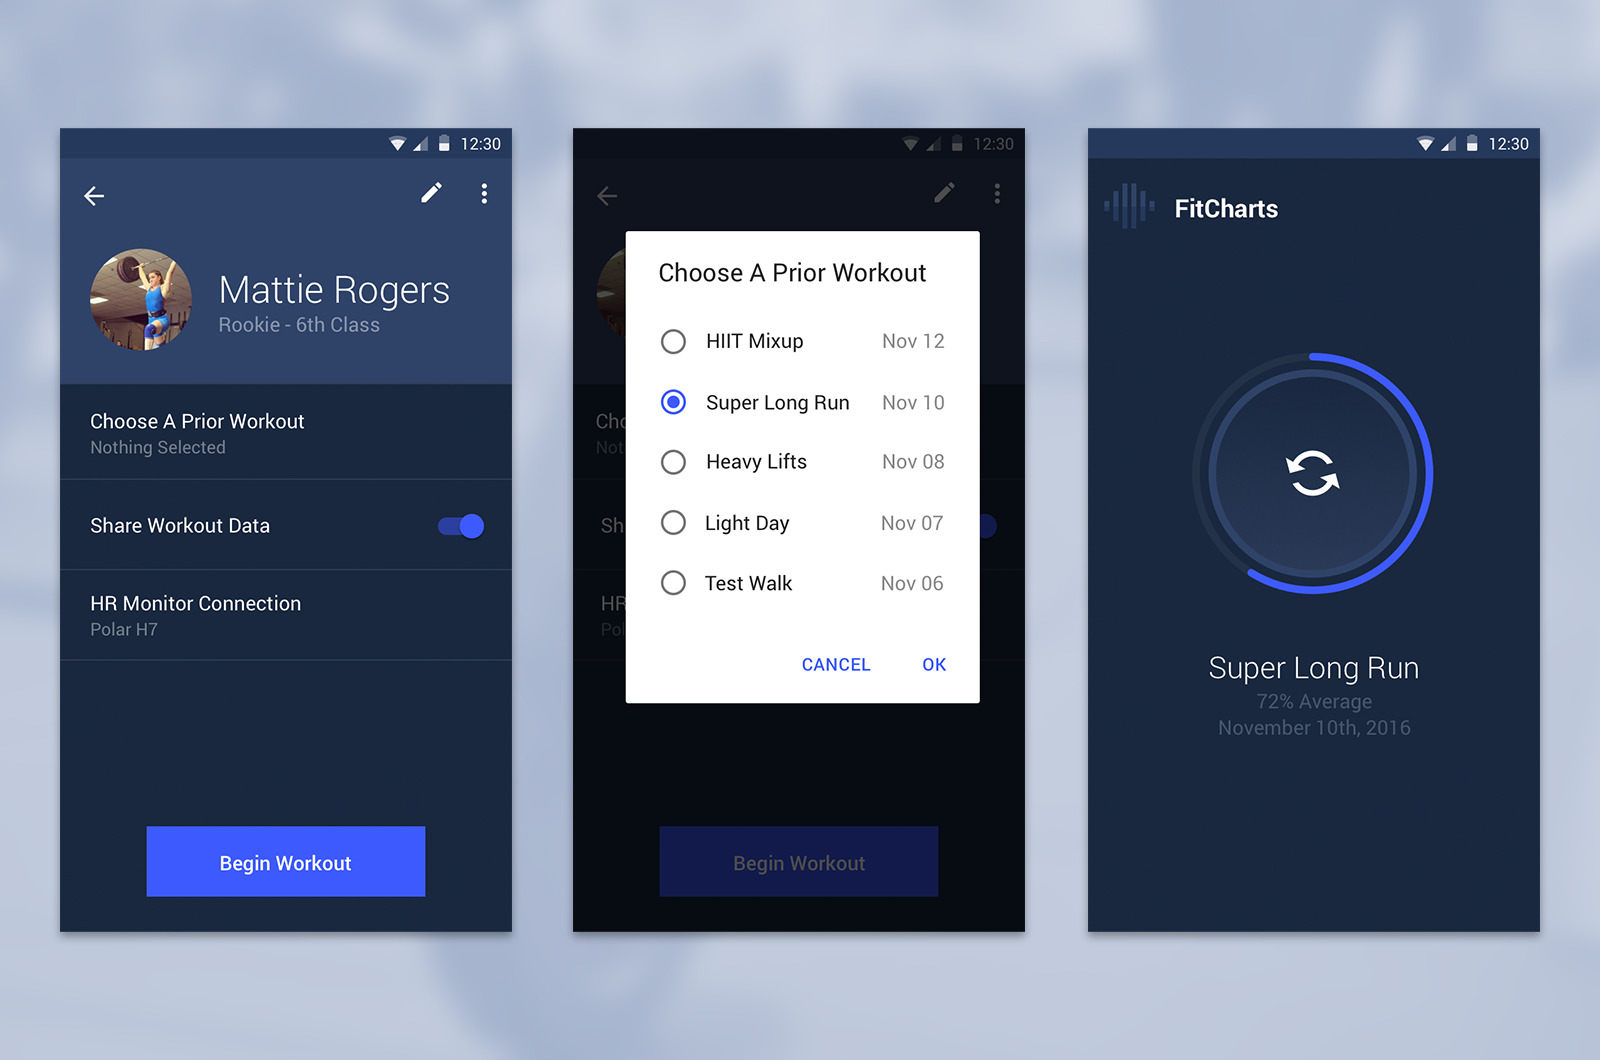 12:30
Mattie Rogers
Rookie - 6th Class
Choose A Prior Workout
Nothing Selected
Share Workout Data
HR Monitor Connection
Polar H7
Begin Workout
12:30
Choose A Prior Workout
HIIT Mixup Nov 12
Super Long Run Nov 10
Heavy Lifts Nov 08
Light Day Nov 07
Test Walk Nov 06
CANCEL OK
Cho
Not
Sh
HR
Pol
Begin Workout
12:30
FitCharts
Super Long Run
72% Average
November 10th, 2016